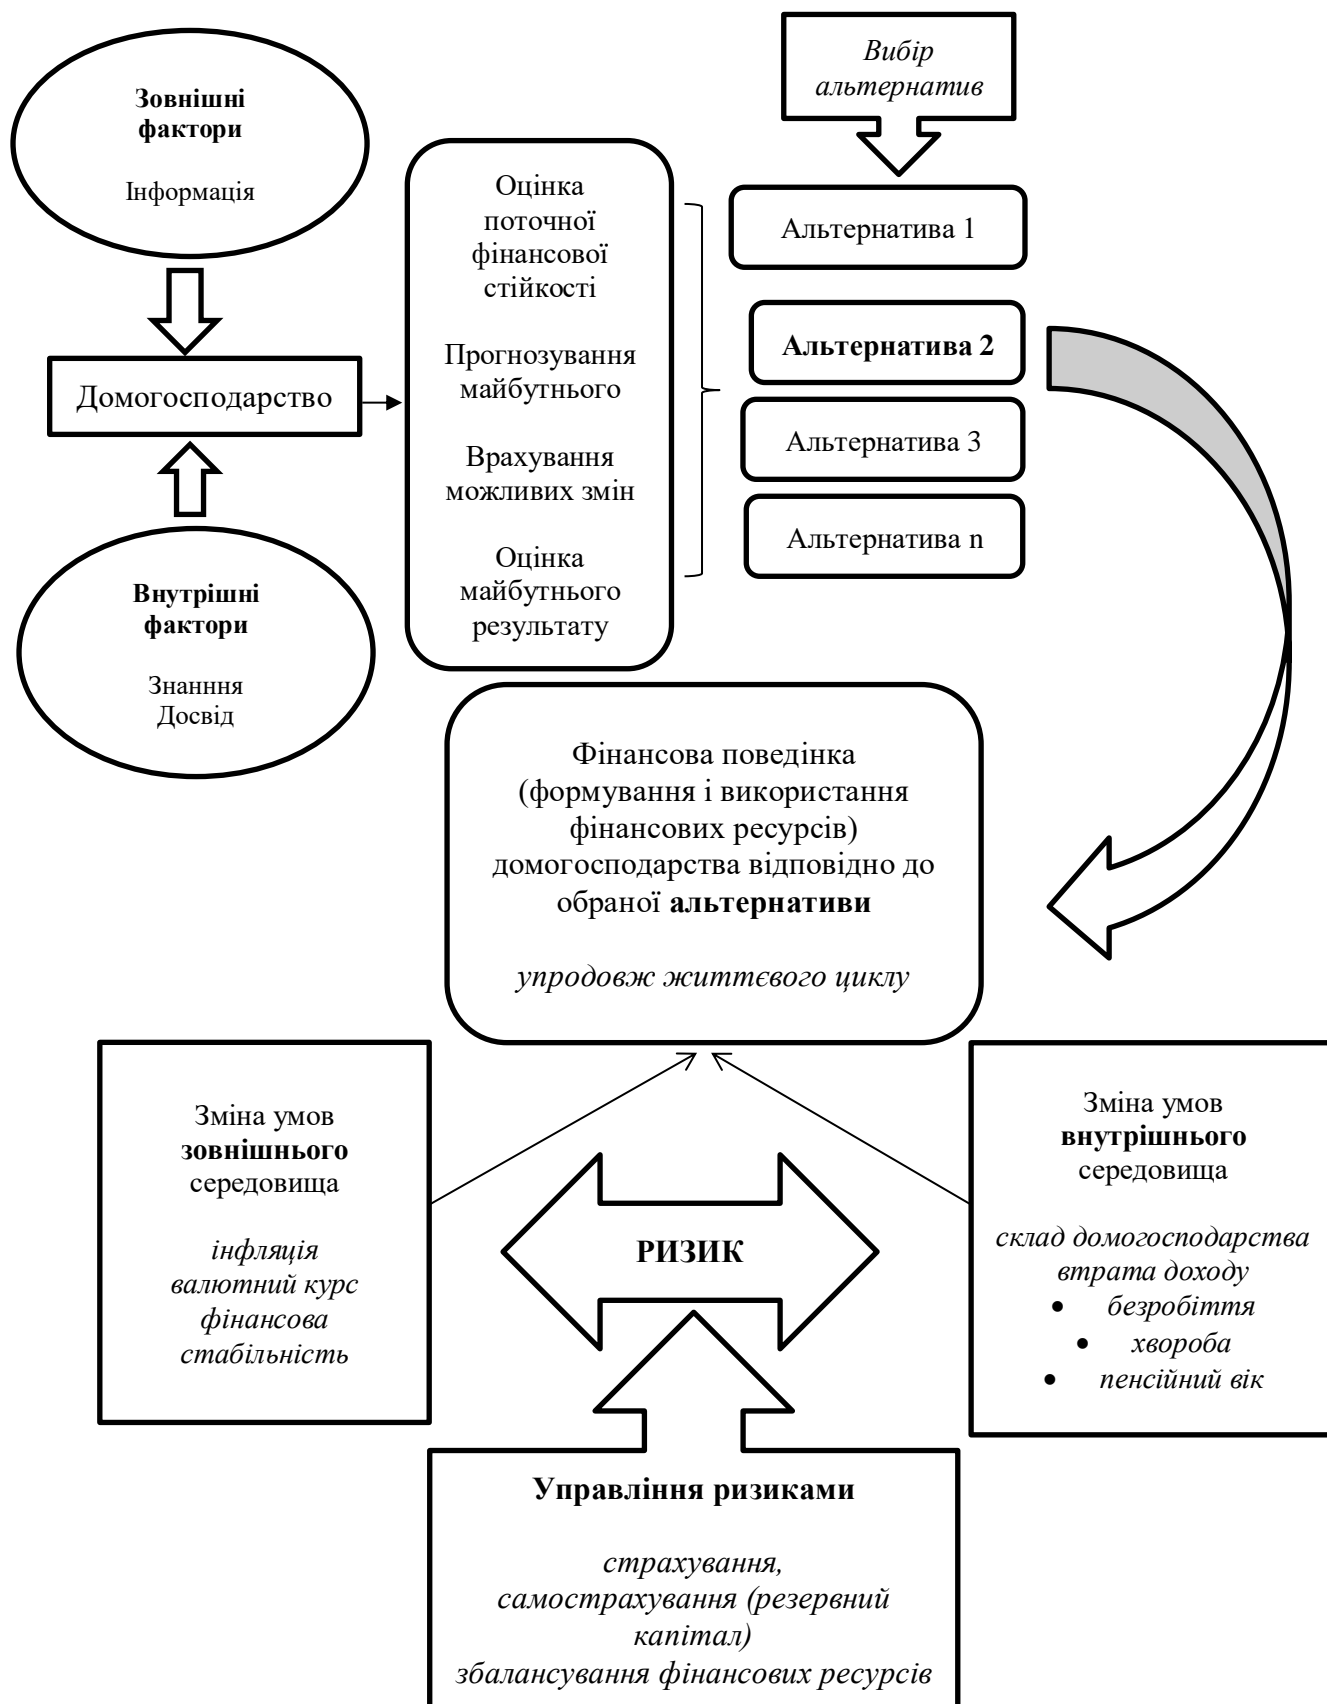 Зовнішні
фактори
Інформація
Вибір
альтернатив
Домогосподарство
Внутрішні
фактори
Знанння
Досвід
Оцінка
поточної
фінансової
стійкості
Прогнозування
майбутнього
Врахування
можливих змін
Оцінка
майбутнього
результату
Альтернатива 1
Альтернатива 2
Альтернатива 3
Альтернатива n
Фінансова поведінка
(формування і використання
фінансових ресурсів)
домогосподарства відповідно до
обраної альтернативи
упродовж життєвого циклу
Зміна умов
зовнішнього
середовища
інфляція
валютний курс
фінансова
стабільність
РИЗИК
Зміна умов
внутрішнього
середовища
склад домогосподарства
втрата доходу
• безробіття
• хвороба
• пенсійний вік
Управління ризиками
страхування,
самострахування (резервний
капітал)
збалансування фінансових ресурсів